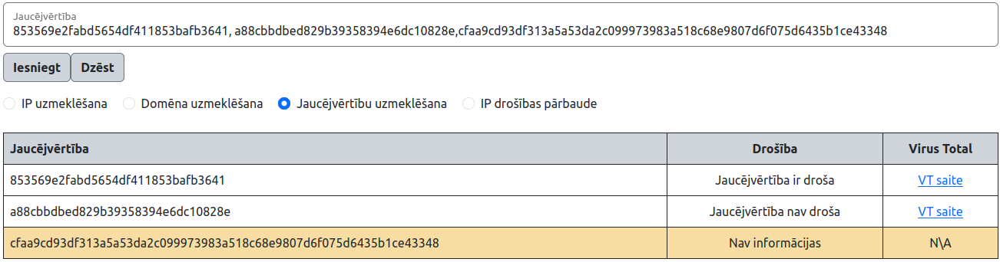 Jaucējvērtība
853569e2fabd5654df411853bafb3641, a88cbbdbed829b39358394e6dc10828e,cfaa9cd93df313a5a53da2c099973983a518c68e9807d6f075d6435b1ce43348
Iesniegt Dzēst
IP uzmeklēšana Domēna uzmeklēšana Jaucējvērtību uzmeklēšana IP drošības pārbaude
Jaucējvērtība Drošība Virus Total
853569e2fabd5654df411853bafb3641 Jaucējvērtība ir droša VT saite
a88cbbdbed829b39358394e6dc10828e Jaucējvērtība nav droša VT saite
cfaa9cd93df313a5a53da2c099973983a518c68e9807d6f075d6435b1ce43348 Nav informācijas N\A